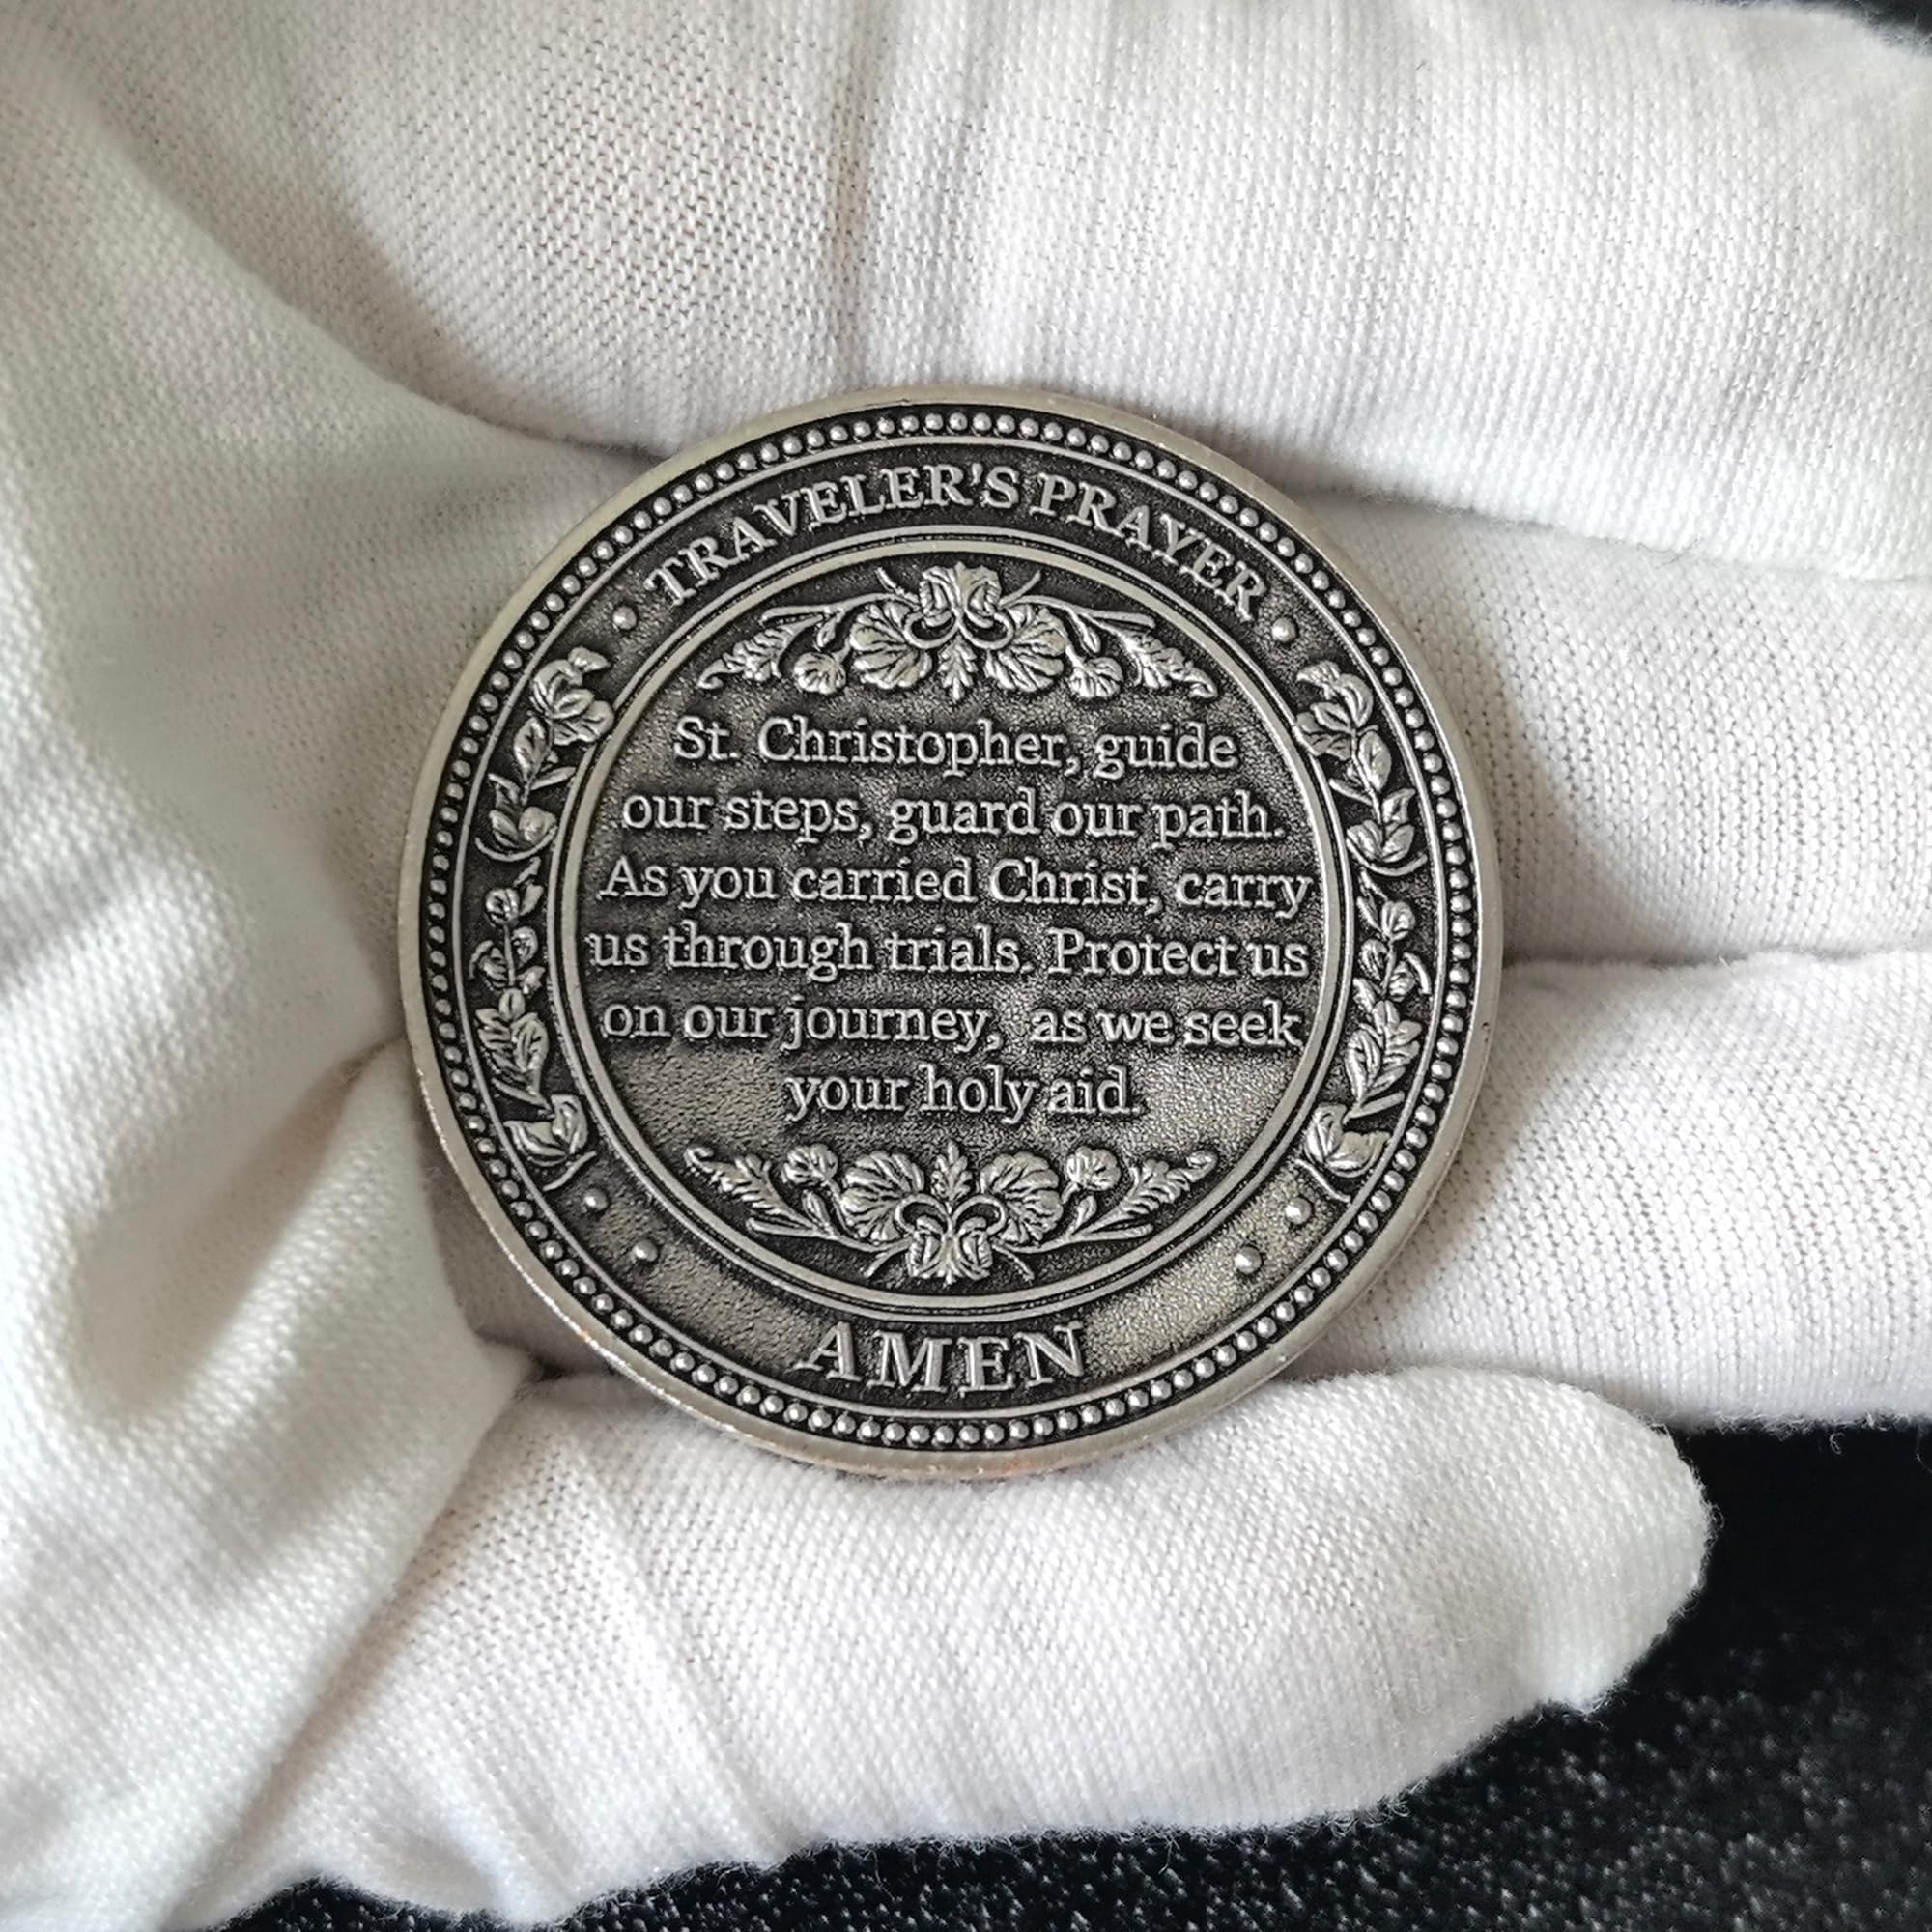 TRAVELER'S PRAYER
St. Christopher, guide
our steps, guard our path.
As you carried Christ, carry
us through trials. Protect us
on our journey, as we seek
your holy aid.
AMEN